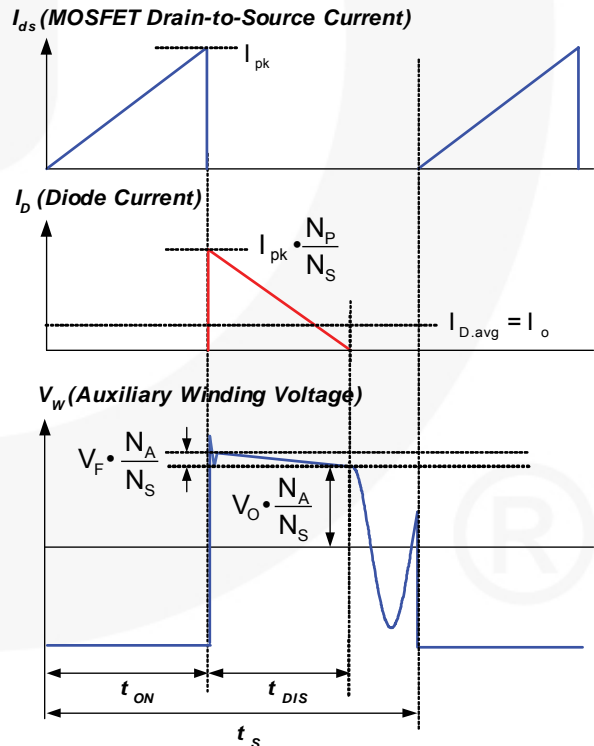 I_ds (MOSFET Drain-to-Source Current)
I_pk
I_D (Diode Current)
I_pk · N_P / N_S
I_D.avg = I_o
V_W (Auxiliary Winding Voltage)
V_F · N_A / N_S
V_O · N_A / N_S
®
t_ON
t_DIS
t_S